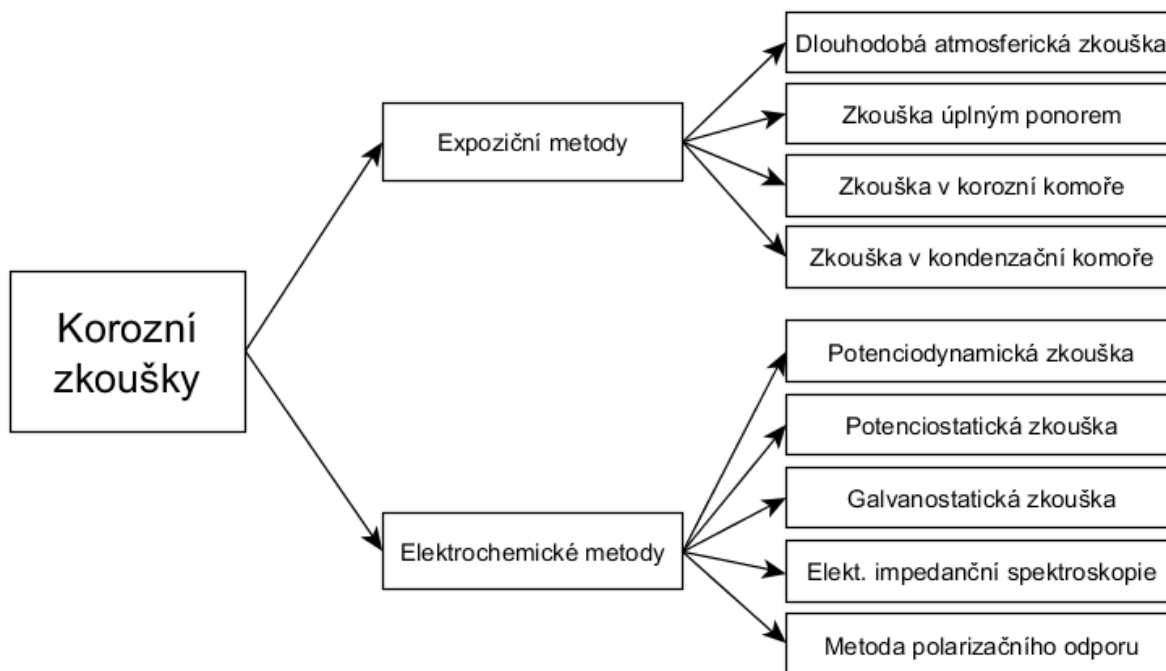 Korozní
zkoušky
Expoziční metody
Dlouhodobá atmosferická zkouška
Zkouška úplným ponorem
Zkouška v korozní komoře
Zkouška v kondenzační komoře
Elektrochemické metody
Potenciodynamická zkouška
Potenciostatická zkouška
Galvanostatická zkouška
Elekt. impedanční spektroskopie
Metoda polarizačního odporu